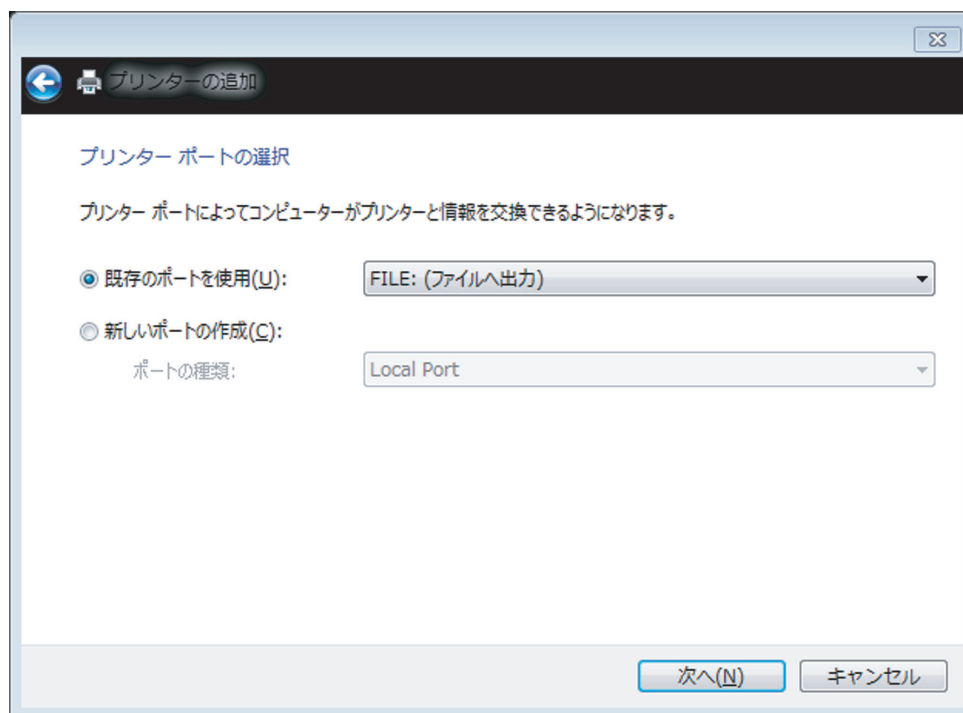 プリンターの追加
プリンター ポートの選択
プリンター ポートによってコンピューターがプリンターと情報を交換できるようになります。
既存のポートを使用(U): FILE: (ファイルへ出力)
新しいポートの作成(C):
ポートの種類: Local Port
次へ(N) キャンセル